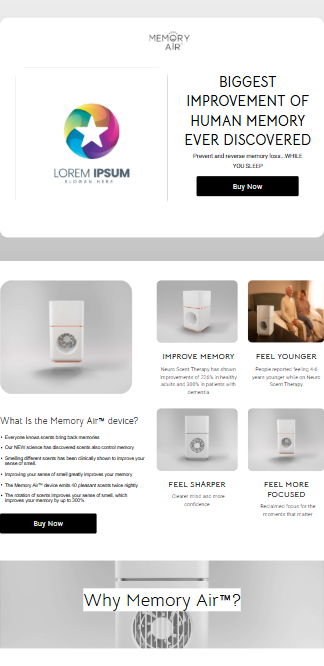 MEMORY
AIR
BIGGEST
IMPROVEMENT OF
HUMAN MEMORY
EVER DISCOVERED
Prevent and reverse memory loss...WHILE
YOU SLEEP
Buy Now
LOREM IPSUM
SLOGAN HERE
IMPROVE MEMORY
Neuro Scent Therapy has shown
improvements of 226% in healthy
adults and 300% in patients with
dementia.
FEEL YOUNGER
People reported feeling 4-6
years younger while on Neuro
Scent Therapy
What Is the Memory Air™ device?
• Everyone knows scents bring back memories
• Our NEW science has discovered scents also control memory
• Smelling different scents has been clinically shown to improve your
sense of smell.
• Improving your sense of smell greatly improves your memory
• The Memory Air™ device emits 40 pleasant scents twice nightly
• The rotation of scents improves your sense of smell, which
improves your memory by up to 300%
Buy Now
FEEL SHARPER
Clearer mind and more
confidence
FEEL MORE
FOCUSED
Reclaimed focus for the
moments that matter
Why Memory Air™?